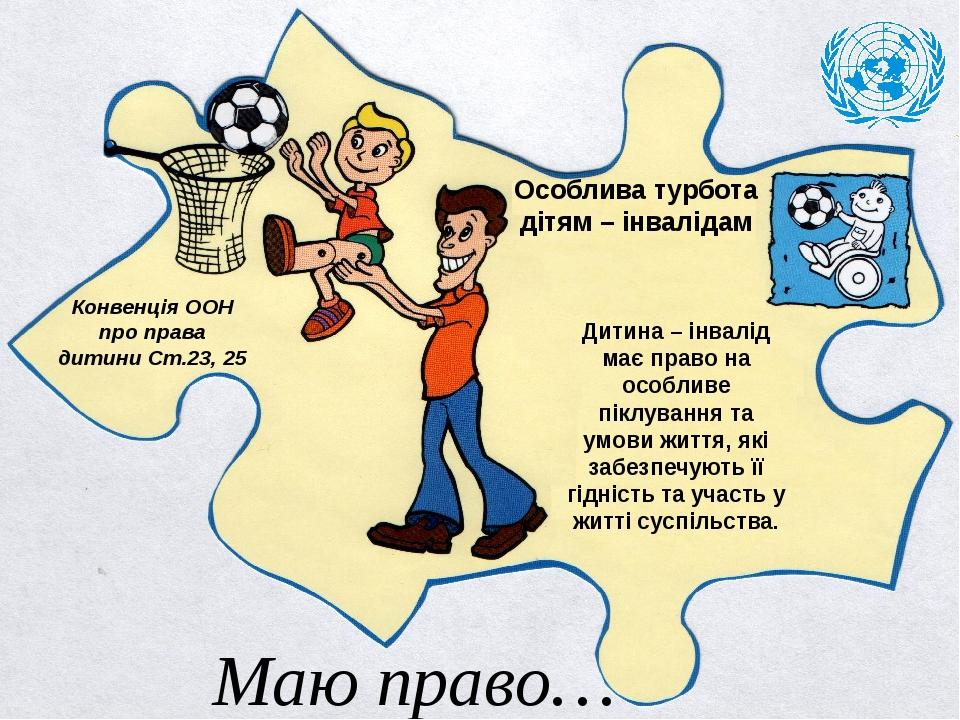 Особлива турбота
дітям – інвалідам
Конвенція ООН
про права
дитини Ст.23, 25
Дитина – інвалід
має право на
особливе
піклування та
умови життя, які
забезпечують її
гідність та участь у
житті суспільства.
Маю право…